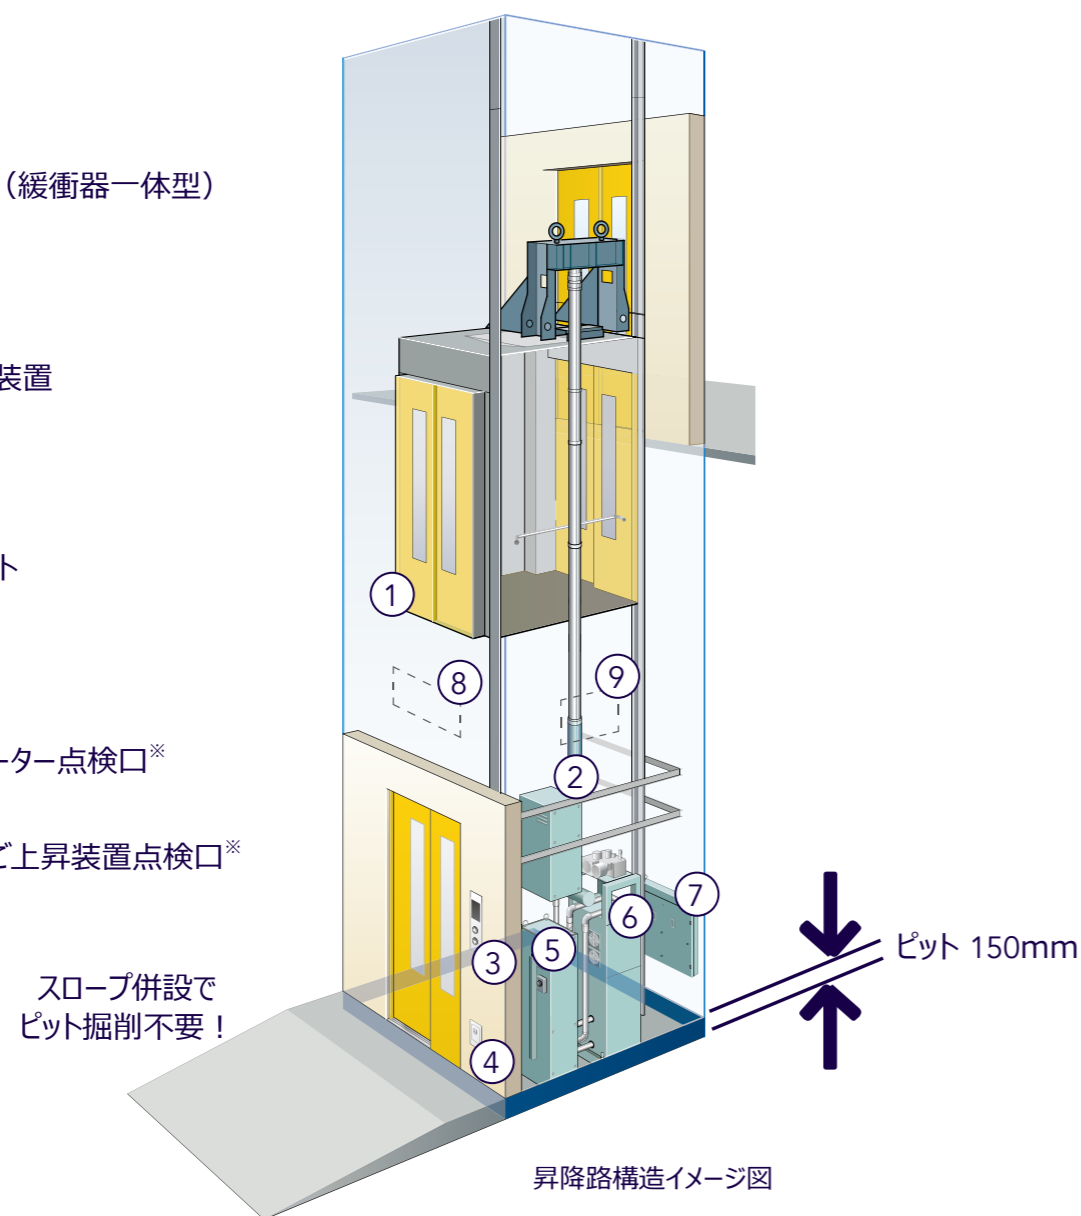 （緩衝器一体型）
装置
ト
ーター点検口※
ご上昇装置点検口※
スロープ併設で
ピット掘削不要！
①
⑧
⑨
②
⑦
⑥
⑤
③
④
ピット 150mm
昇降路構造イメージ図